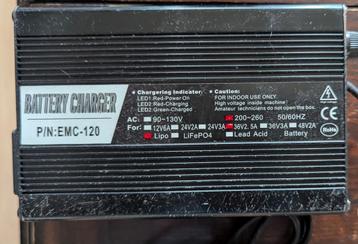 BATTERY CHARGER
P/N:EMC-120
Chargering Indicator:
LED1:Red-Power On
LED2:Red-Charging
LED2:Green-Charged
Caution:
FOR INDOOR USE ONLY.
High voltage inside machine!
Amateur technizens do not open the box.
AC: 90~130V 200~260 50/60HZ
For: 12V6A 24V2A 24V3A 36V2.5A 36V3A 48V2A
Lipo LiFePO4 Lead Acid Battery
RoHS